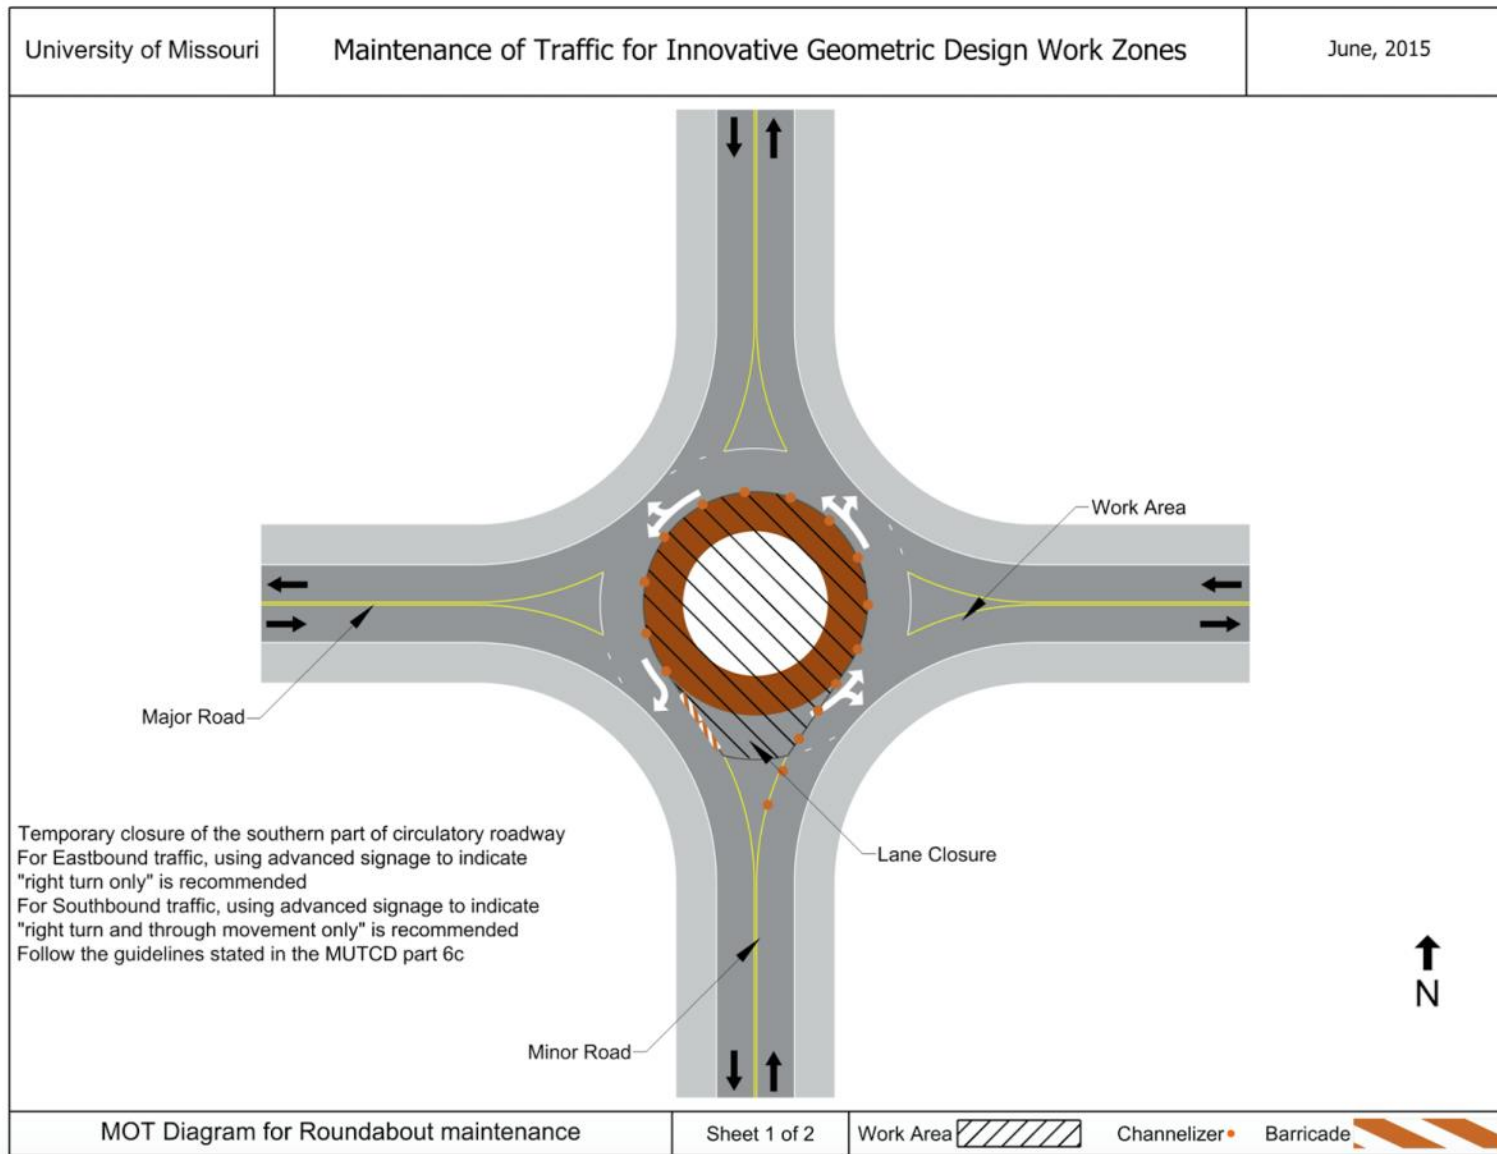 University of Missouri
Maintenance of Traffic for Innovative Geometric Design Work Zones
June, 2015
Work Area
Major Road
Lane Closure
Temporary closure of the southern part of circulatory roadway
For Eastbound traffic, using advanced signage to indicate
"right turn only" is recommended
For Southbound traffic, using advanced signage to indicate
"right turn and through movement only" is recommended
Follow the guidelines stated in the MUTCD part 6c
N
Minor Road
MOT Diagram for Roundabout maintenance
Sheet 1 of 2
Work Area
Channelizer
Barricade